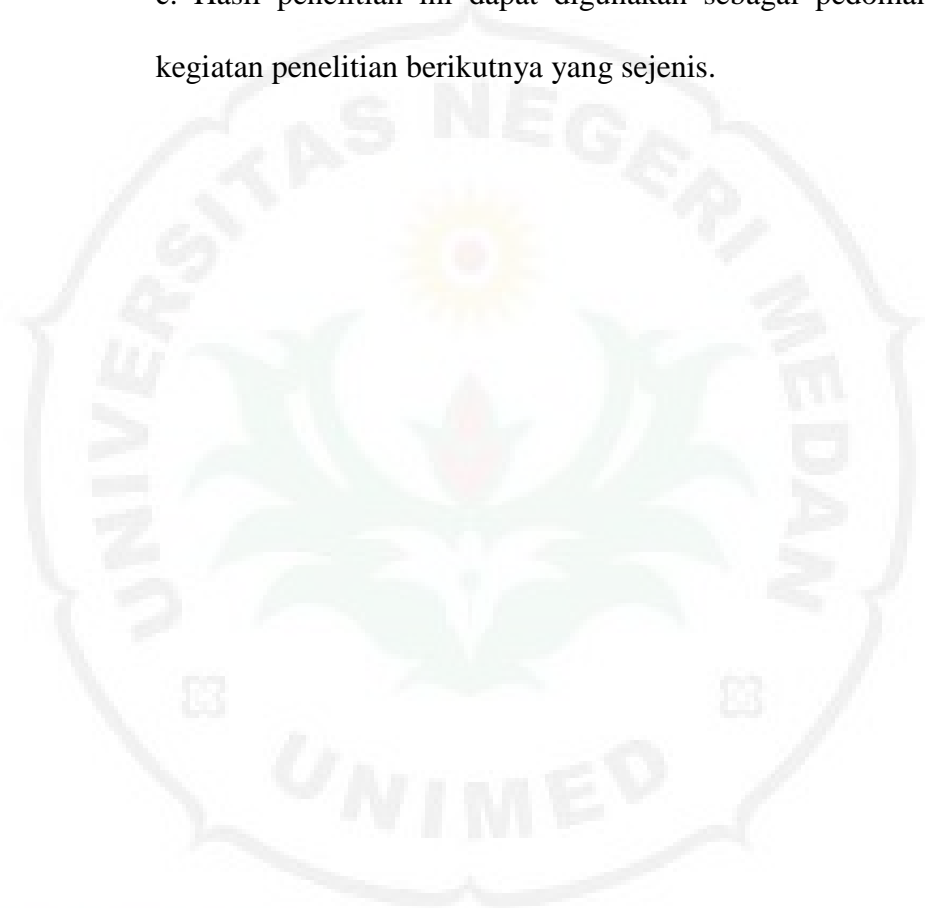 c. Hasil penelitian ini dapat digunakan sebagai pedoman
kegiatan penelitian berikutnya yang sejenis.
UNIVERSITAS NEGERI MEDAN
UNIMED